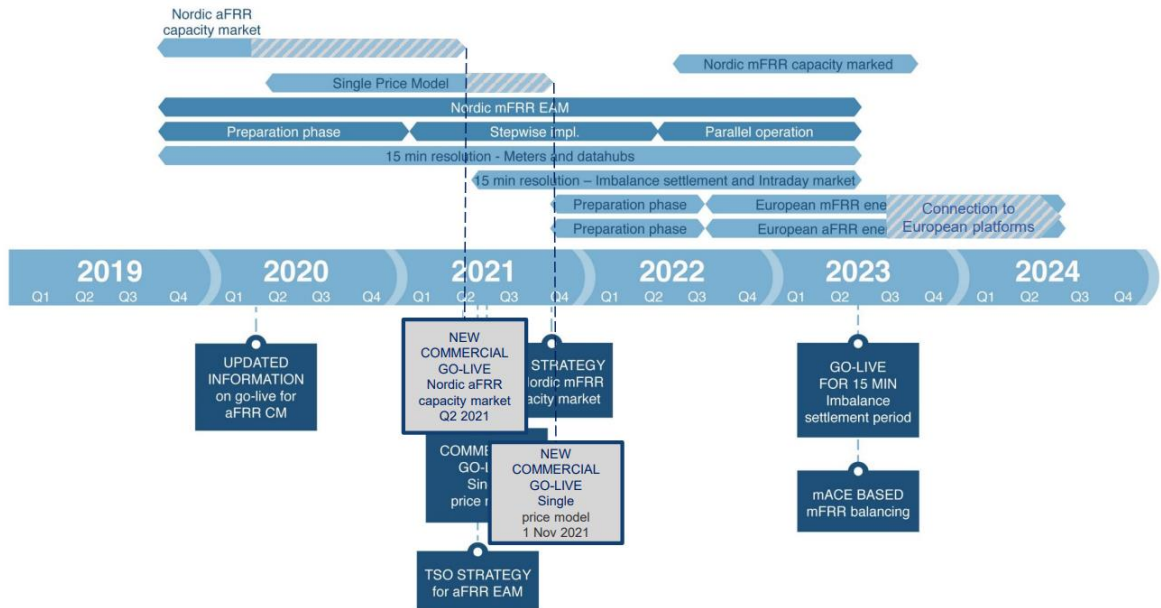 Nordic aFRR
capacity market
Nordic mFRR capacity marked
Single Price Model
Nordic mFRR EAM
Preparation phase
Stepwise impl.
Parallel operation
15 min resolution - Meters and datahubs
15 min resolution – Imbalance settlement and Intraday market
Preparation phase
European mFRR ene
Preparation phase
European aFRR ene
Connection to
European platforms
2019
2020
2021
2022
2023
2024
Q1 Q2 Q3 Q4
Q1 Q2 Q3 Q4
Q1 Q2 Q3 Q4
Q1 Q2 Q3 Q4
Q1 Q2 Q3 Q4
Q1 Q2 Q3 Q4
UPDATED
INFORMATION
on go-live for
aFRR CM
NEW
COMMERCIAL
GO-LIVE
Nordic aFRR
capacity market
Q2 2021
STRATEGY
Nordic mFRR
acity market
COMME
GO-L
Sin
price m
NEW
COMMERCIAL
GO-LIVE
Single
price model
1 Nov 2021
TSO STRATEGY
for aFRR EAM
GO-LIVE
FOR 15 MIN
Imbalance
settlement period
mACE BASED
mFRR balancing